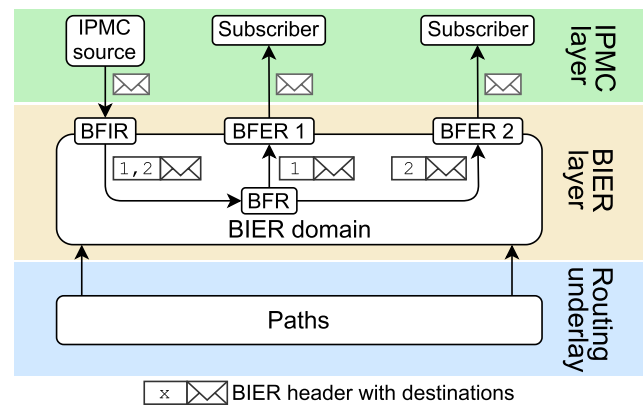 IPMC
source
Subscriber
Subscriber
IPMC
layer
BFIR
BFER 1
BFER 2
1,2
1
2
BFR
BIER domain
BIER
layer
Paths
Routing
underlay
x
BIER header with destinations